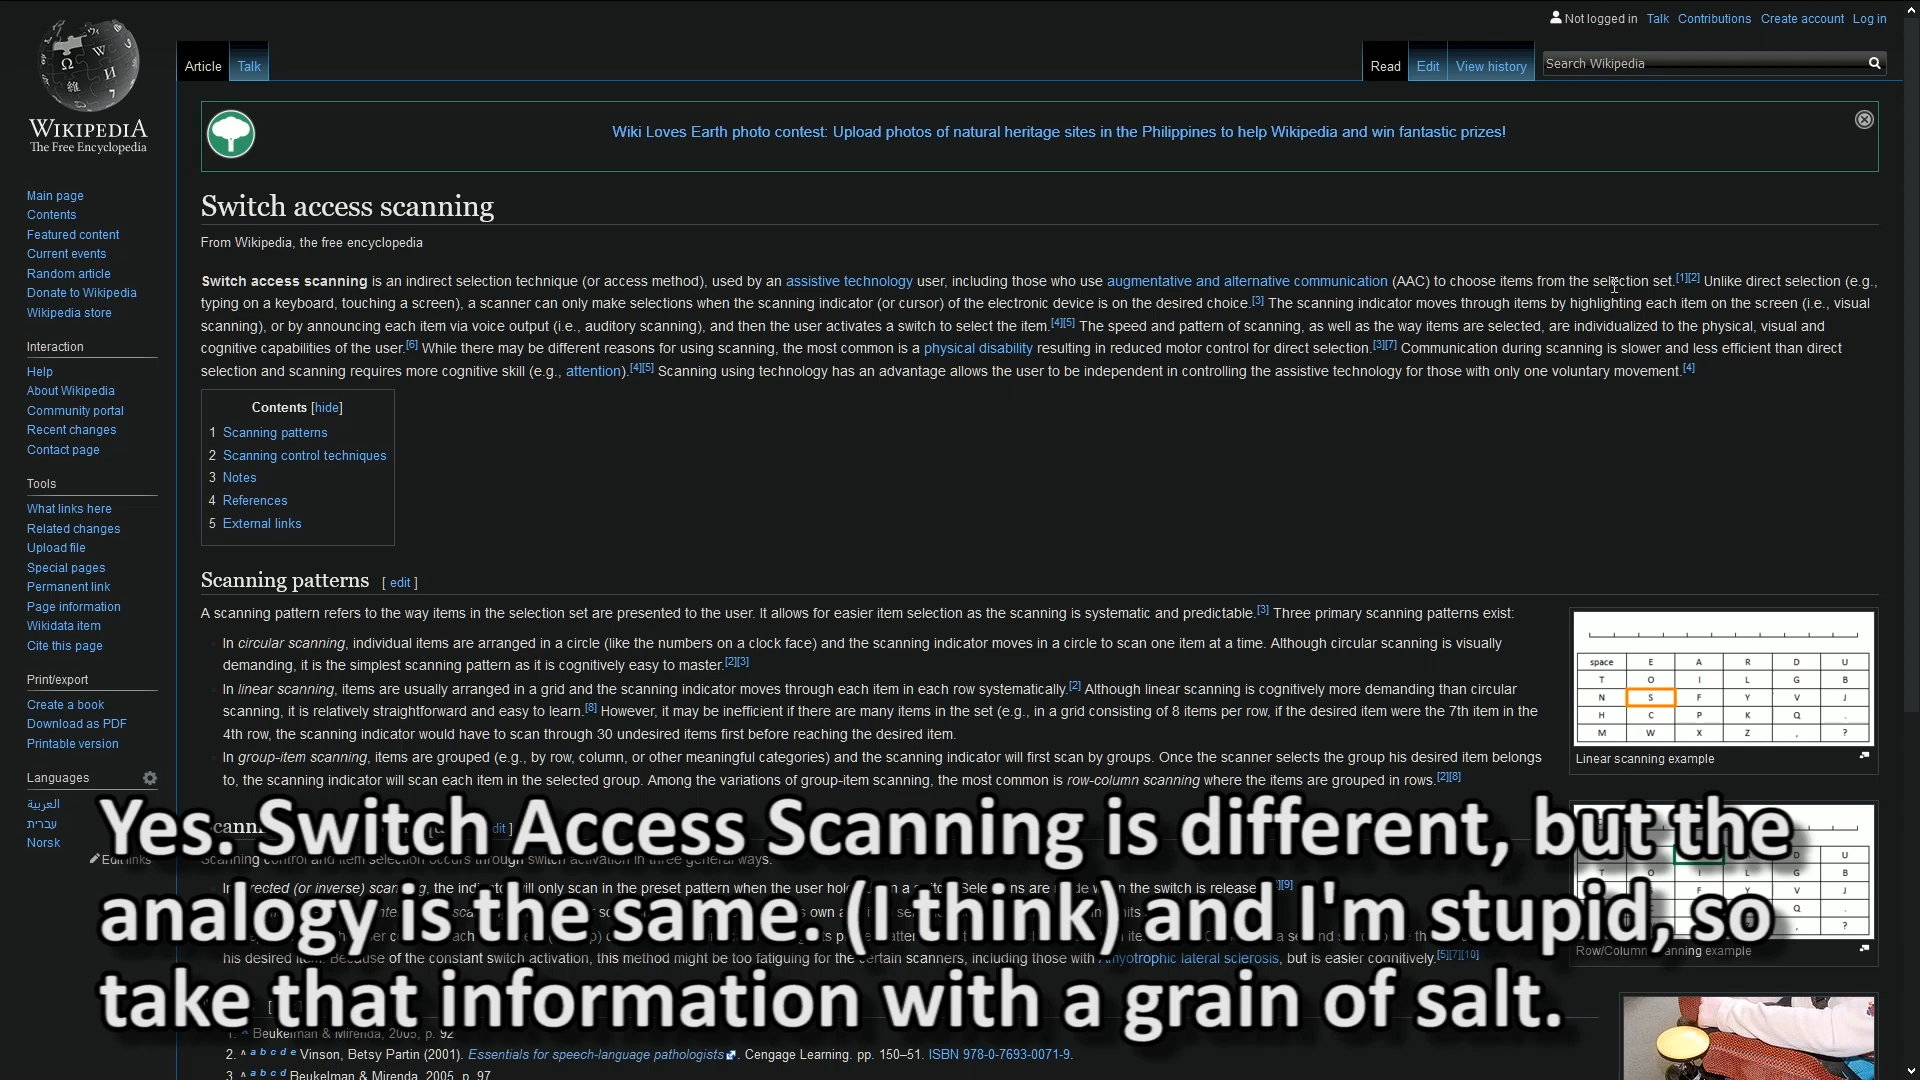 Not logged in Talk Contributions Create account Log in
Article Talk
Read Edit View history Search Wikipedia
WIKIPEDIA
The Free Encyclopedia
Main page
Contents
Featured content
Current events
Random article
Donate to Wikipedia
Wikipedia store
Interaction
Help
About Wikipedia
Community portal
Recent changes
Contact page
Tools
What links here
Related changes
Upload file
Special pages
Permanent link
Page information
Wikidata item
Cite this page
Print/export
Create a book
Download as PDF
Printable version
Languages
العربية
עברית
Norsk
Edit links
Wiki Loves Earth photo contest: Upload photos of natural heritage sites in the Philippines to help Wikipedia and win fantastic prizes!
Switch access scanning
From Wikipedia, the free encyclopedia
Switch access scanning is an indirect selection technique (or access method), used by an assistive technology user, including those who use augmentative and alternative communication (AAC) to choose items from the selection set.[1][2] Unlike direct selection (e.g.,
typing on a keyboard, touching a screen), a scanner can only make selections when the scanning indicator (or cursor) of the electronic device is on the desired choice.[3] The scanning indicator moves through items by highlighting each item on the screen (i.e., visual
scanning), or by announcing each item via voice output (i.e., auditory scanning), and then the user activates a switch to select the item.[4][5] The speed and pattern of scanning, as well as the way items are selected, are individualized to the physical, visual and
cognitive capabilities of the user.[6] While there may be different reasons for using scanning, the most common is a physical disability resulting in reduced motor control for direct selection.[3][7] Communication during scanning is slower and less efficient than direct
selection and scanning requires more cognitive skill (e.g., attention).[4][5] Scanning using technology has an advantage allows the user to be independent in controlling the assistive technology for those with only one voluntary movement.[4]
Contents [hide]
1 Scanning patterns
2 Scanning control techniques
3 Notes
4 References
5 External links
Scanning patterns [ edit ]
A scanning pattern refers to the way items in the selection set are presented to the user. It allows for easier item selection as the scanning is systematic and predictable.[3] Three primary scanning patterns exist:
In circular scanning, individual items are arranged in a circle (like the numbers on a clock face) and the scanning indicator moves in a circle to scan one item at a time. Although circular scanning is visually
demanding, it is the simplest scanning pattern as it is cognitively easy to master.[2][3]
In linear scanning, items are usually arranged in a grid and the scanning indicator moves through each item in each row systematically.[2] Although linear scanning is cognitively more demanding than circular
scanning, it is relatively straightforward and easy to learn.[8] However, it may be inefficient if there are many items in the set (e.g., in a grid consisting of 8 items per row, if the desired item were the 7th item in the
4th row, the scanning indicator would have to scan through 30 undesired items first before reaching the desired item.
In group-item scanning, items are grouped (e.g., by row, column, or other meaningful categories) and the scanning indicator will first scan by groups. Once the scanner selects the group his desired item belongs
to, the scanning indicator will scan each item in the selected group. Among the variations of group-item scanning, the most common is row-column scanning where the items are grouped in rows.[2][8]
space E A R D U
T O I L G B
N S F Y V J
H C P K Q .
M W X Z , ?
Linear scanning example
Yes. Switch Access Scanning is different, but the
analogy is the same. (I think) and I'm stupid, so
take that information with a grain of salt.
Scanning control and item selection occurs through switch activation in three general ways.
his desired item. Because of the constant switch activation, this method might be too fatiguing for the certain scanners, including those with Amyotrophic lateral sclerosis, but is easier cognitively.[5][7][10]
Row/Column scanning example
1. ^ Beukelman & Mirenda, 2005, p. 92
2. ^ a b c d e Vinson, Betsy Partin (2001). Essentials for speech-language pathologists. Cengage Learning. pp. 150–51. ISBN 978-0-7693-0071-9.
3. ^ a b c d Beukelman & Mirenda, 2005, p. 97